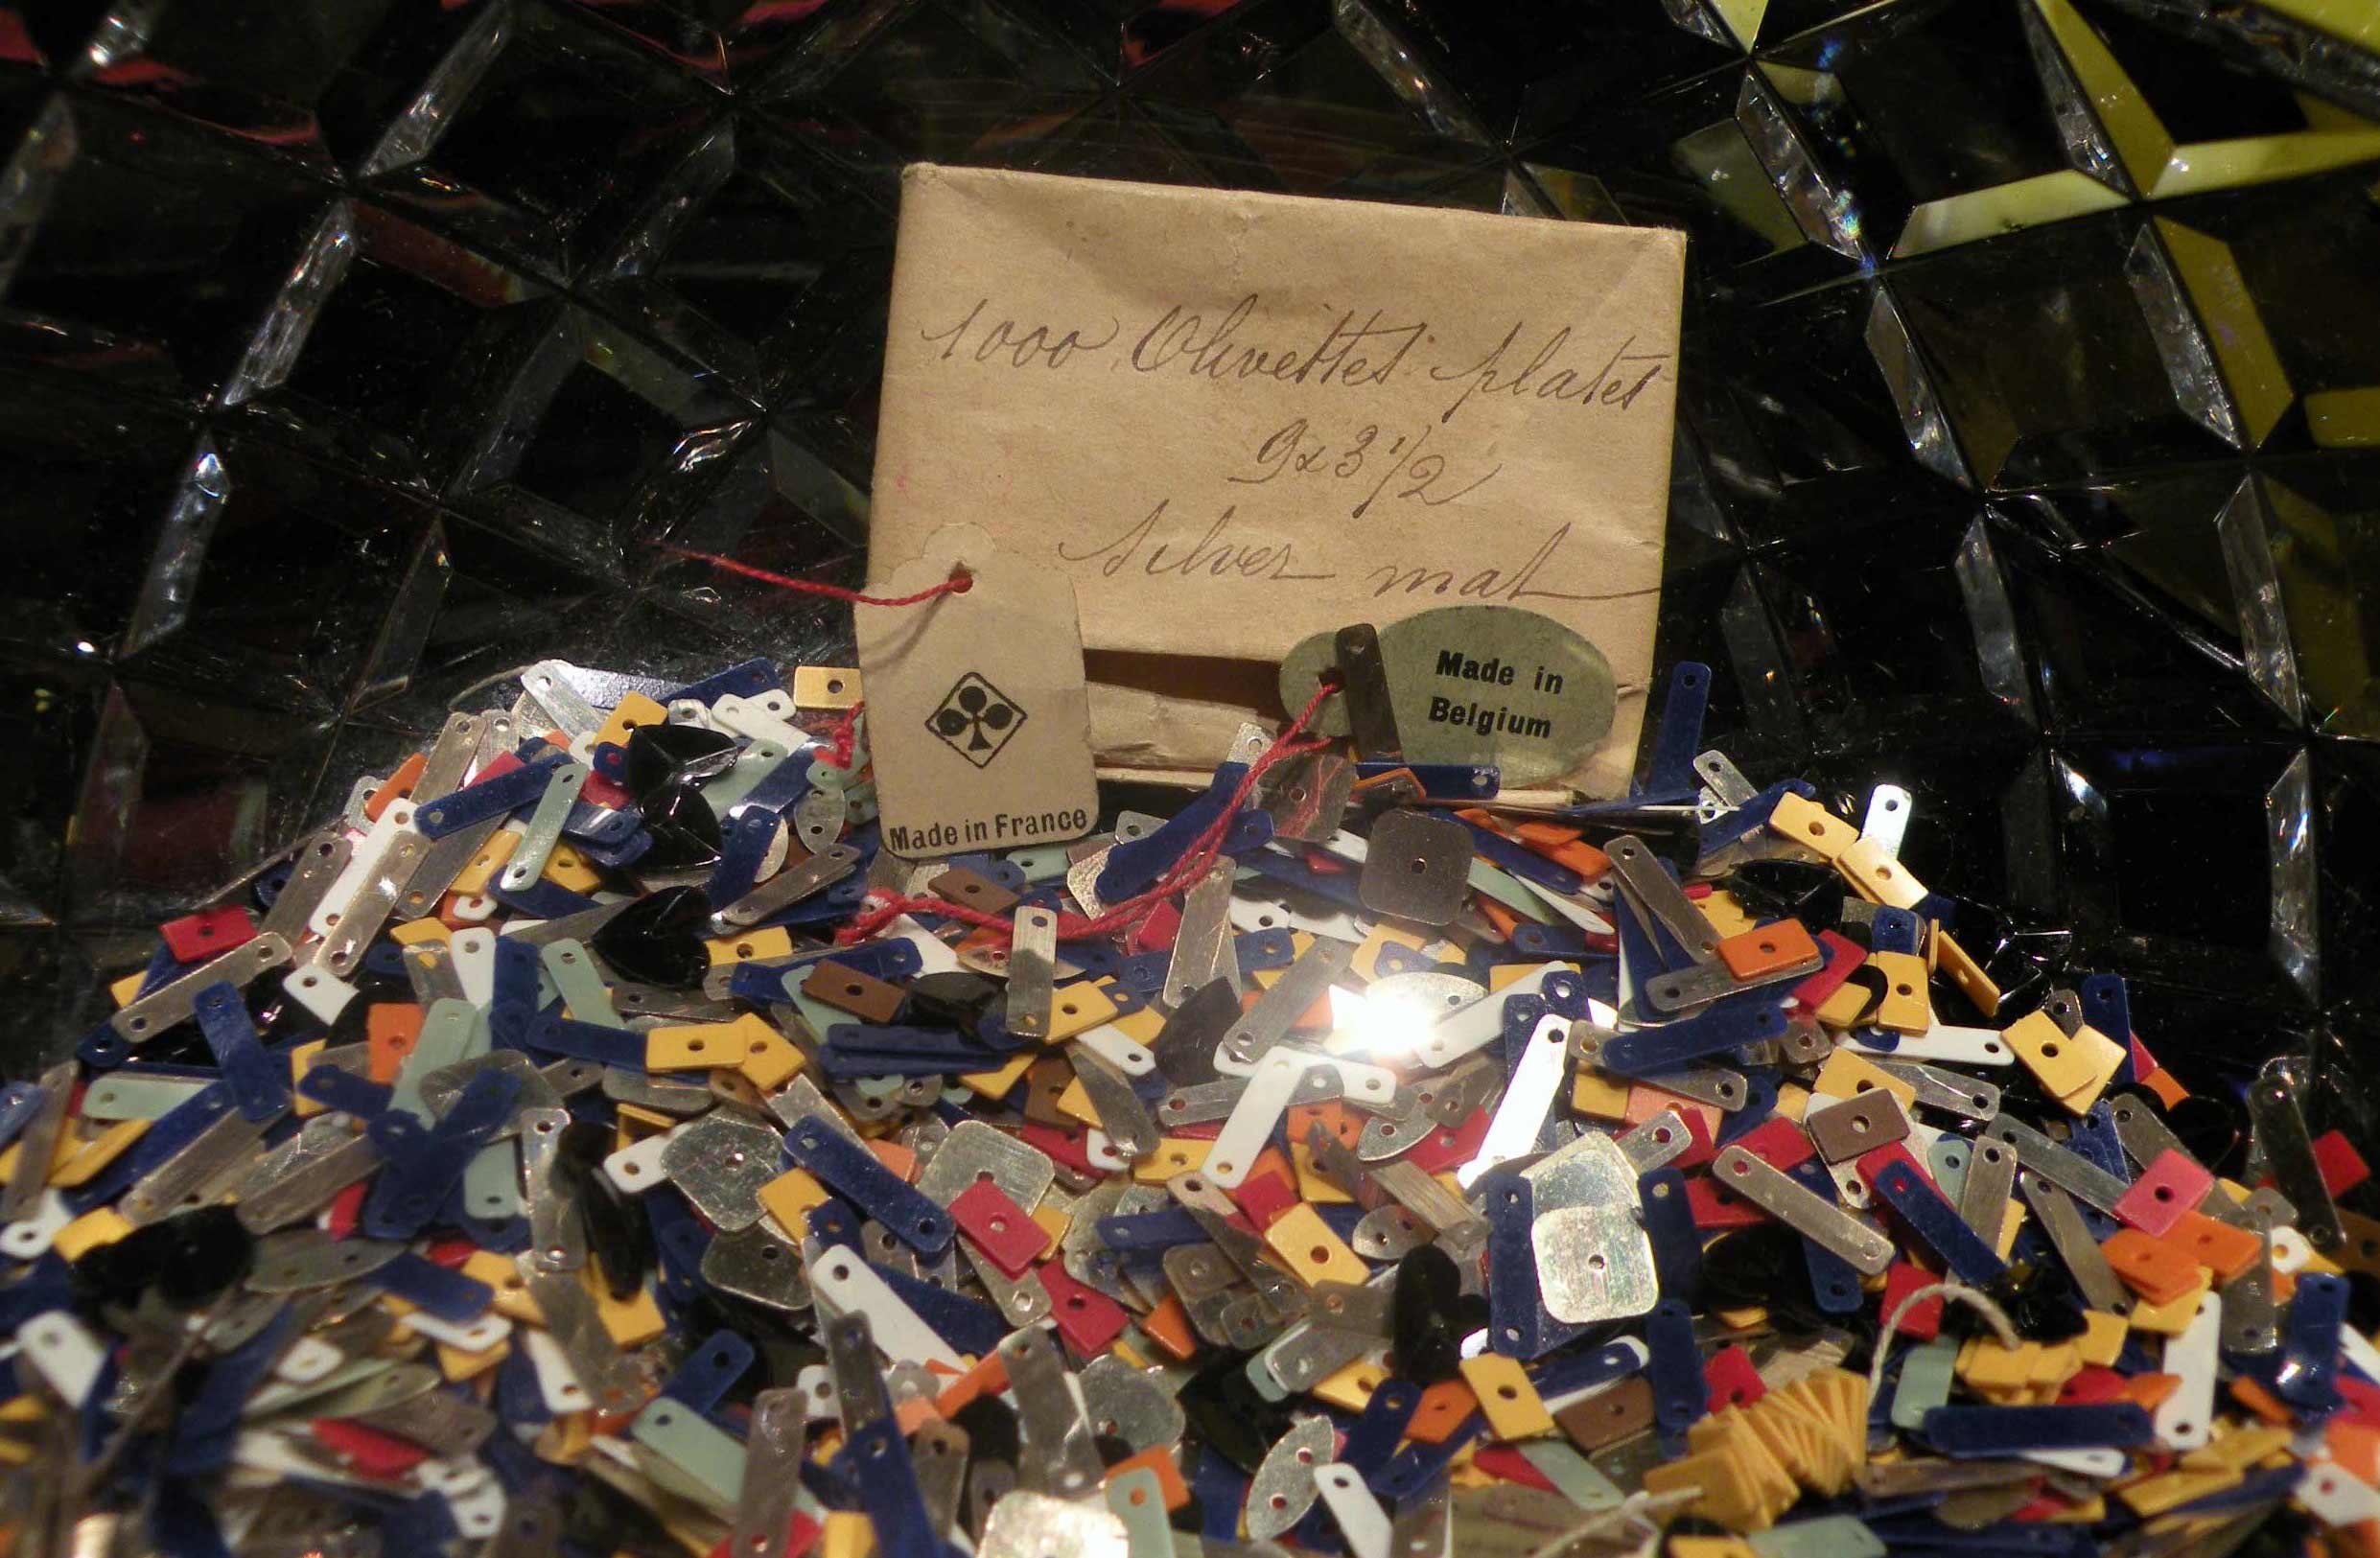 1000 Olivettes plates
9x3 1/2
Silver mat
Made in
Belgium
Made in France